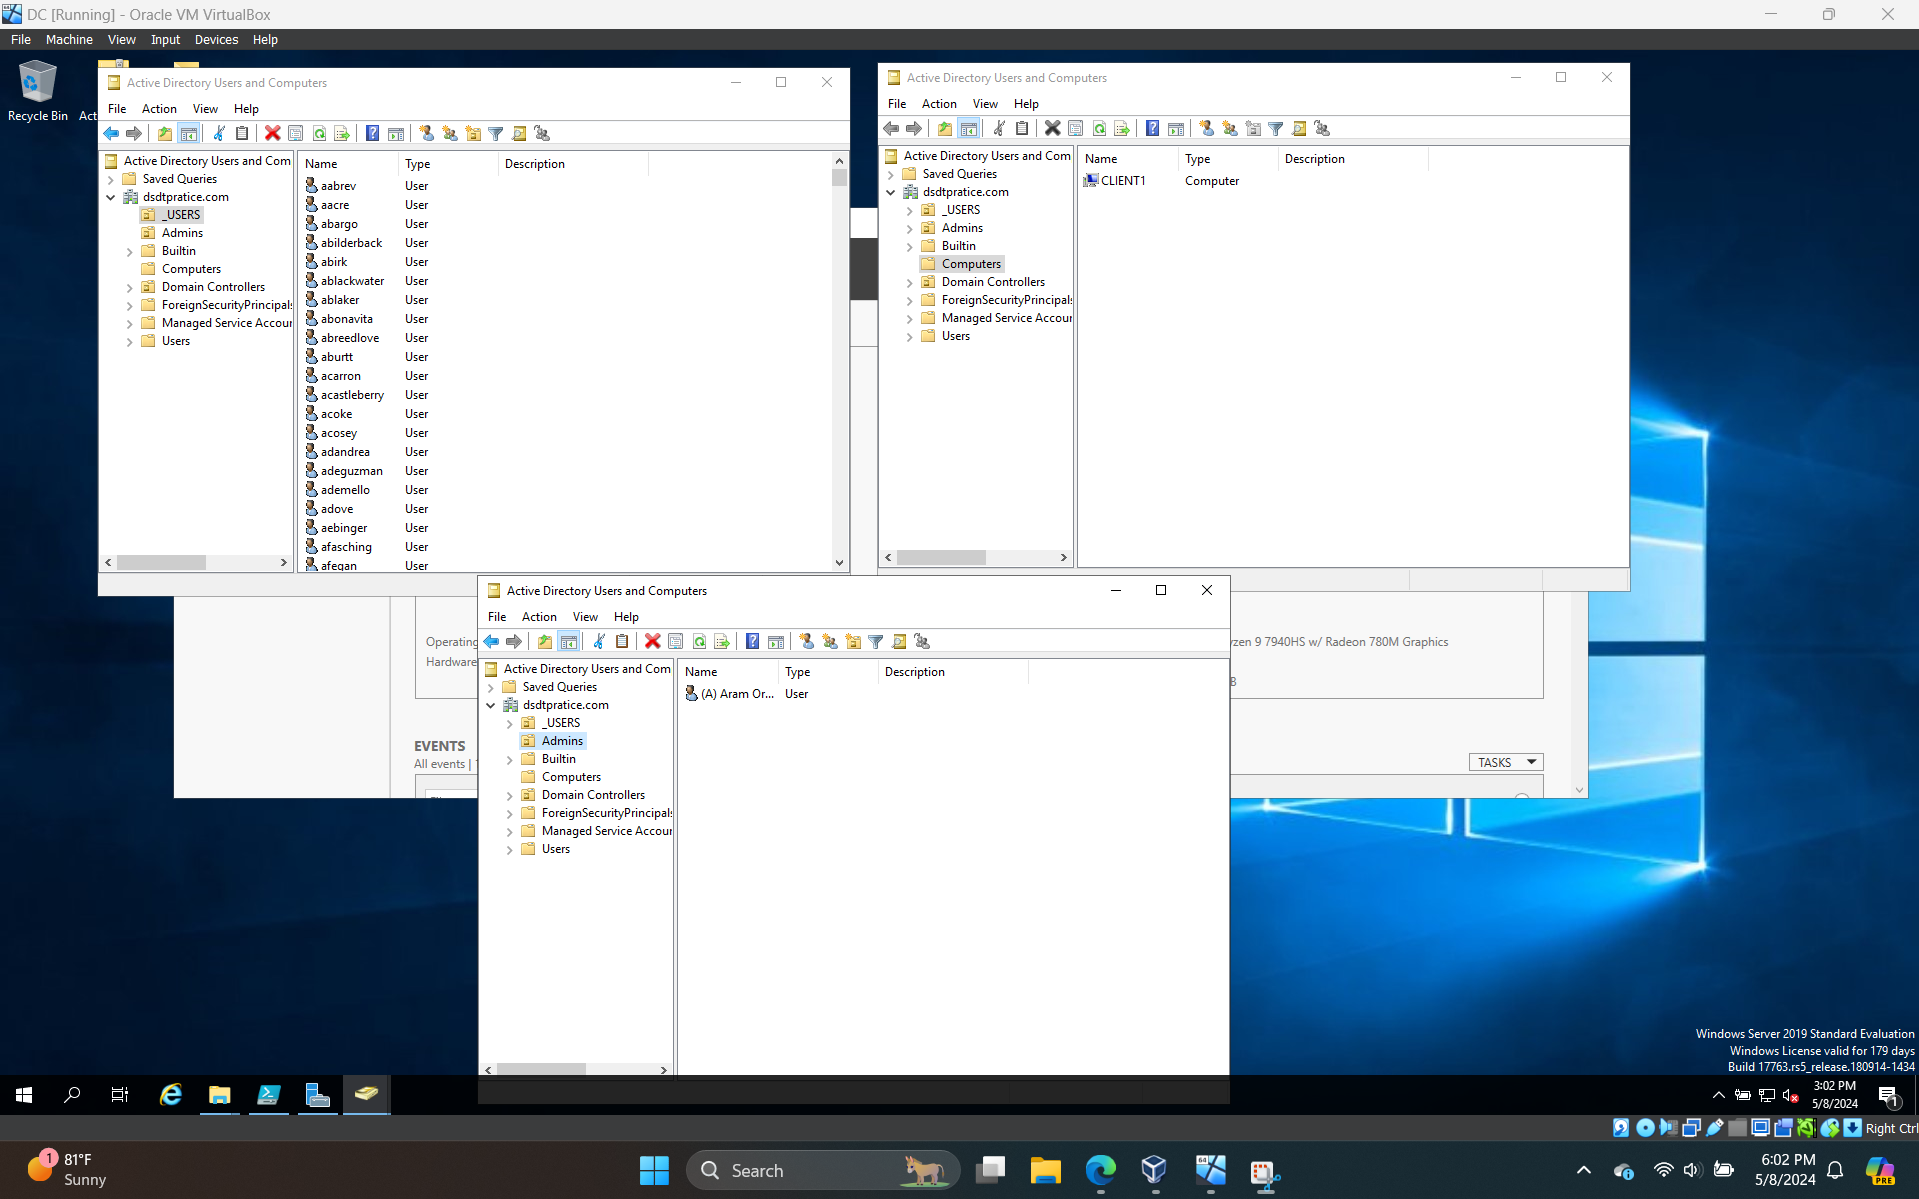 DC [Running] - Oracle VM VirtualBox
File Machine View Input Devices Help
Recycle Bin
Act
Active Directory Users and Computers
File Action View Help
Active Directory Users and Com
Saved Queries
dsdtpratice.com
_USERS
Admins
Builtin
Computers
Domain Controllers
ForeignSecurityPrincipals
Managed Service Accour
Users
Name Type Description
aabrev User
aacre User
abargo User
abilderback User
abirk User
ablackwater User
ablaker User
abonavita User
abreedlove User
aburtt User
acarron User
acastleberry User
acoke User
acosey User
adandrea User
adeguzman User
ademello User
adove User
aebinger User
afasching User
afegan User
Active Directory Users and Computers
File Action View Help
Active Directory Users and Com
Saved Queries
dsdtpratice.com
_USERS
Admins
Builtin
Computers
Domain Controllers
ForeignSecurityPrincipals
Managed Service Accour
Users
Name Type Description
CLIENT1 Computer
Active Directory Users and Computers
File Action View Help
Active Directory Users and Com
Saved Queries
dsdtpratice.com
_USERS
Admins
Builtin
Computers
Domain Controllers
ForeignSecurityPrincipals
Managed Service Accour
Users
Name Type Description
(A) Aram Or... User
Operating
Hardware
yzen 9 7940HS w/ Radeon 780M Graphics
EVENTS
All events |
TASKS
Windows Server 2019 Standard Evaluation
Windows License valid for 179 days
Build 17763.rs5_release.180914-1434
3:02 PM
5/8/2024
1
Right Ctrl
1
81°F
Sunny
Search
64
6:02 PM
5/8/2024
PRE